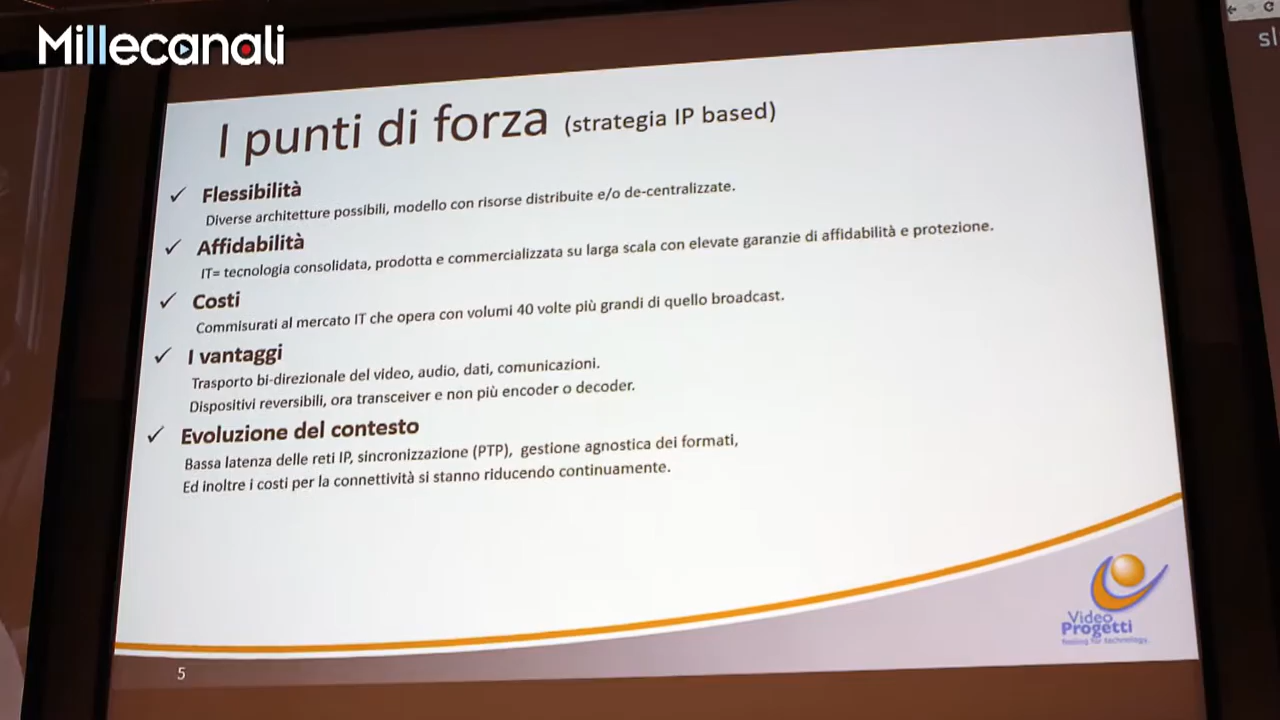 Millecanali
sl
I punti di forza (strategia IP based)
✓ Flessibilità
Diverse architetture possibili, modello con risorse distribuite e/o de-centralizzate.
✓ Affidabilità
IT= tecnologia consolidata, prodotta e commercializzata su larga scala con elevate garanzie di affidabilità e protezione.
✓ Costi
Commisurati al mercato IT che opera con volumi 40 volte più grandi di quello broadcast.
✓ I vantaggi
Trasporto bi-direzionale del video, audio, dati, comunicazioni.
Dispositivi reversibili, ora transceiver e non più encoder o decoder.
✓ Evoluzione del contesto
Bassa latenza delle reti IP, sincronizzazione (PTP), gestione agnostica dei formati,
Ed inoltre i costi per la connettività si stanno riducendo continuamente.
Video
Progetti
feeling for technology
5